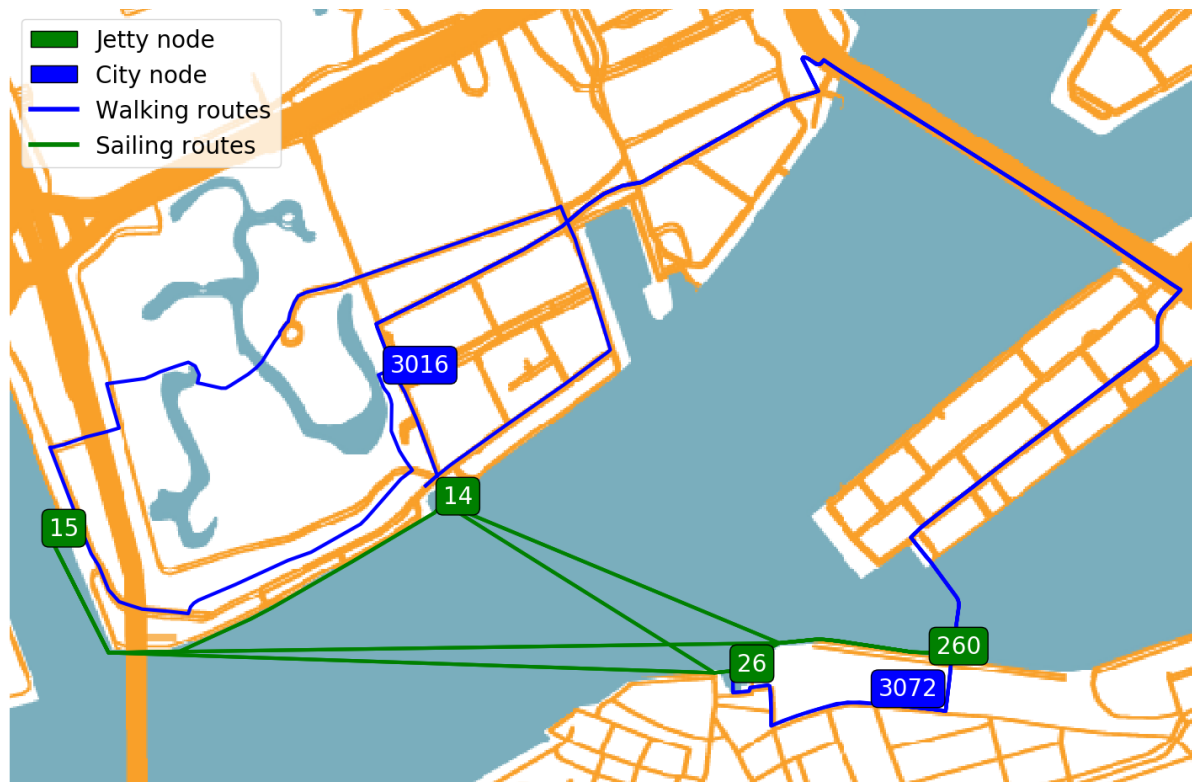 Jetty node
City node
Walking routes
Sailing routes
3016
14
15
260
26
3072